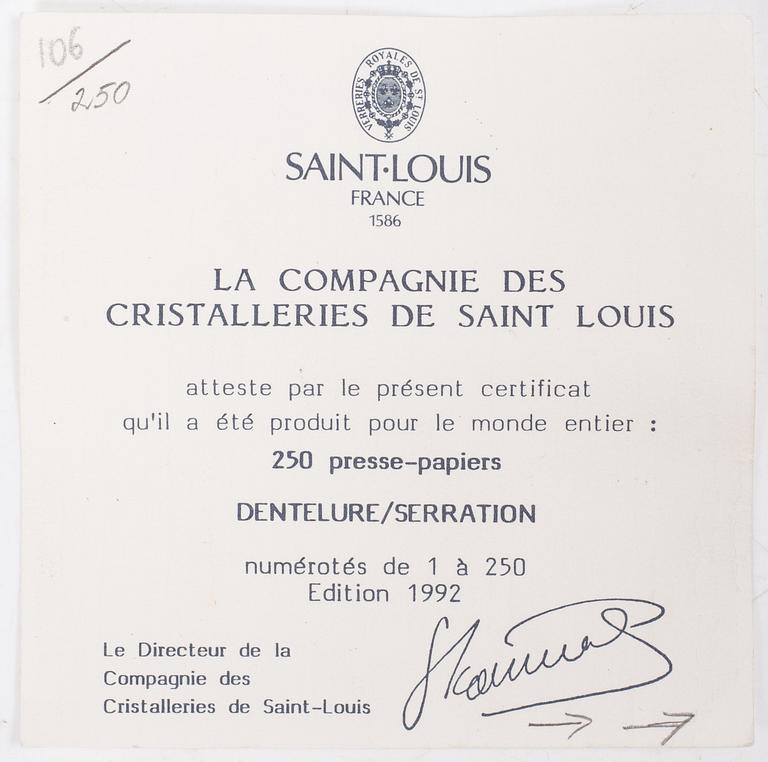 106
/250
VERRERIES ROYALES DE ST LOUIS
SAINT·LOUIS
FRANCE
1586
LA COMPAGNIE DES
CRISTALLERIES DE SAINT LOUIS
atteste par le présent certificat
qu'il a été produit pour le monde entier :
250 presse-papiers
DENTELURE/SERRATION
numérotés de 1 à 250
Edition 1992
Le Directeur de la
Compagnie des
Cristalleries de Saint-Louis